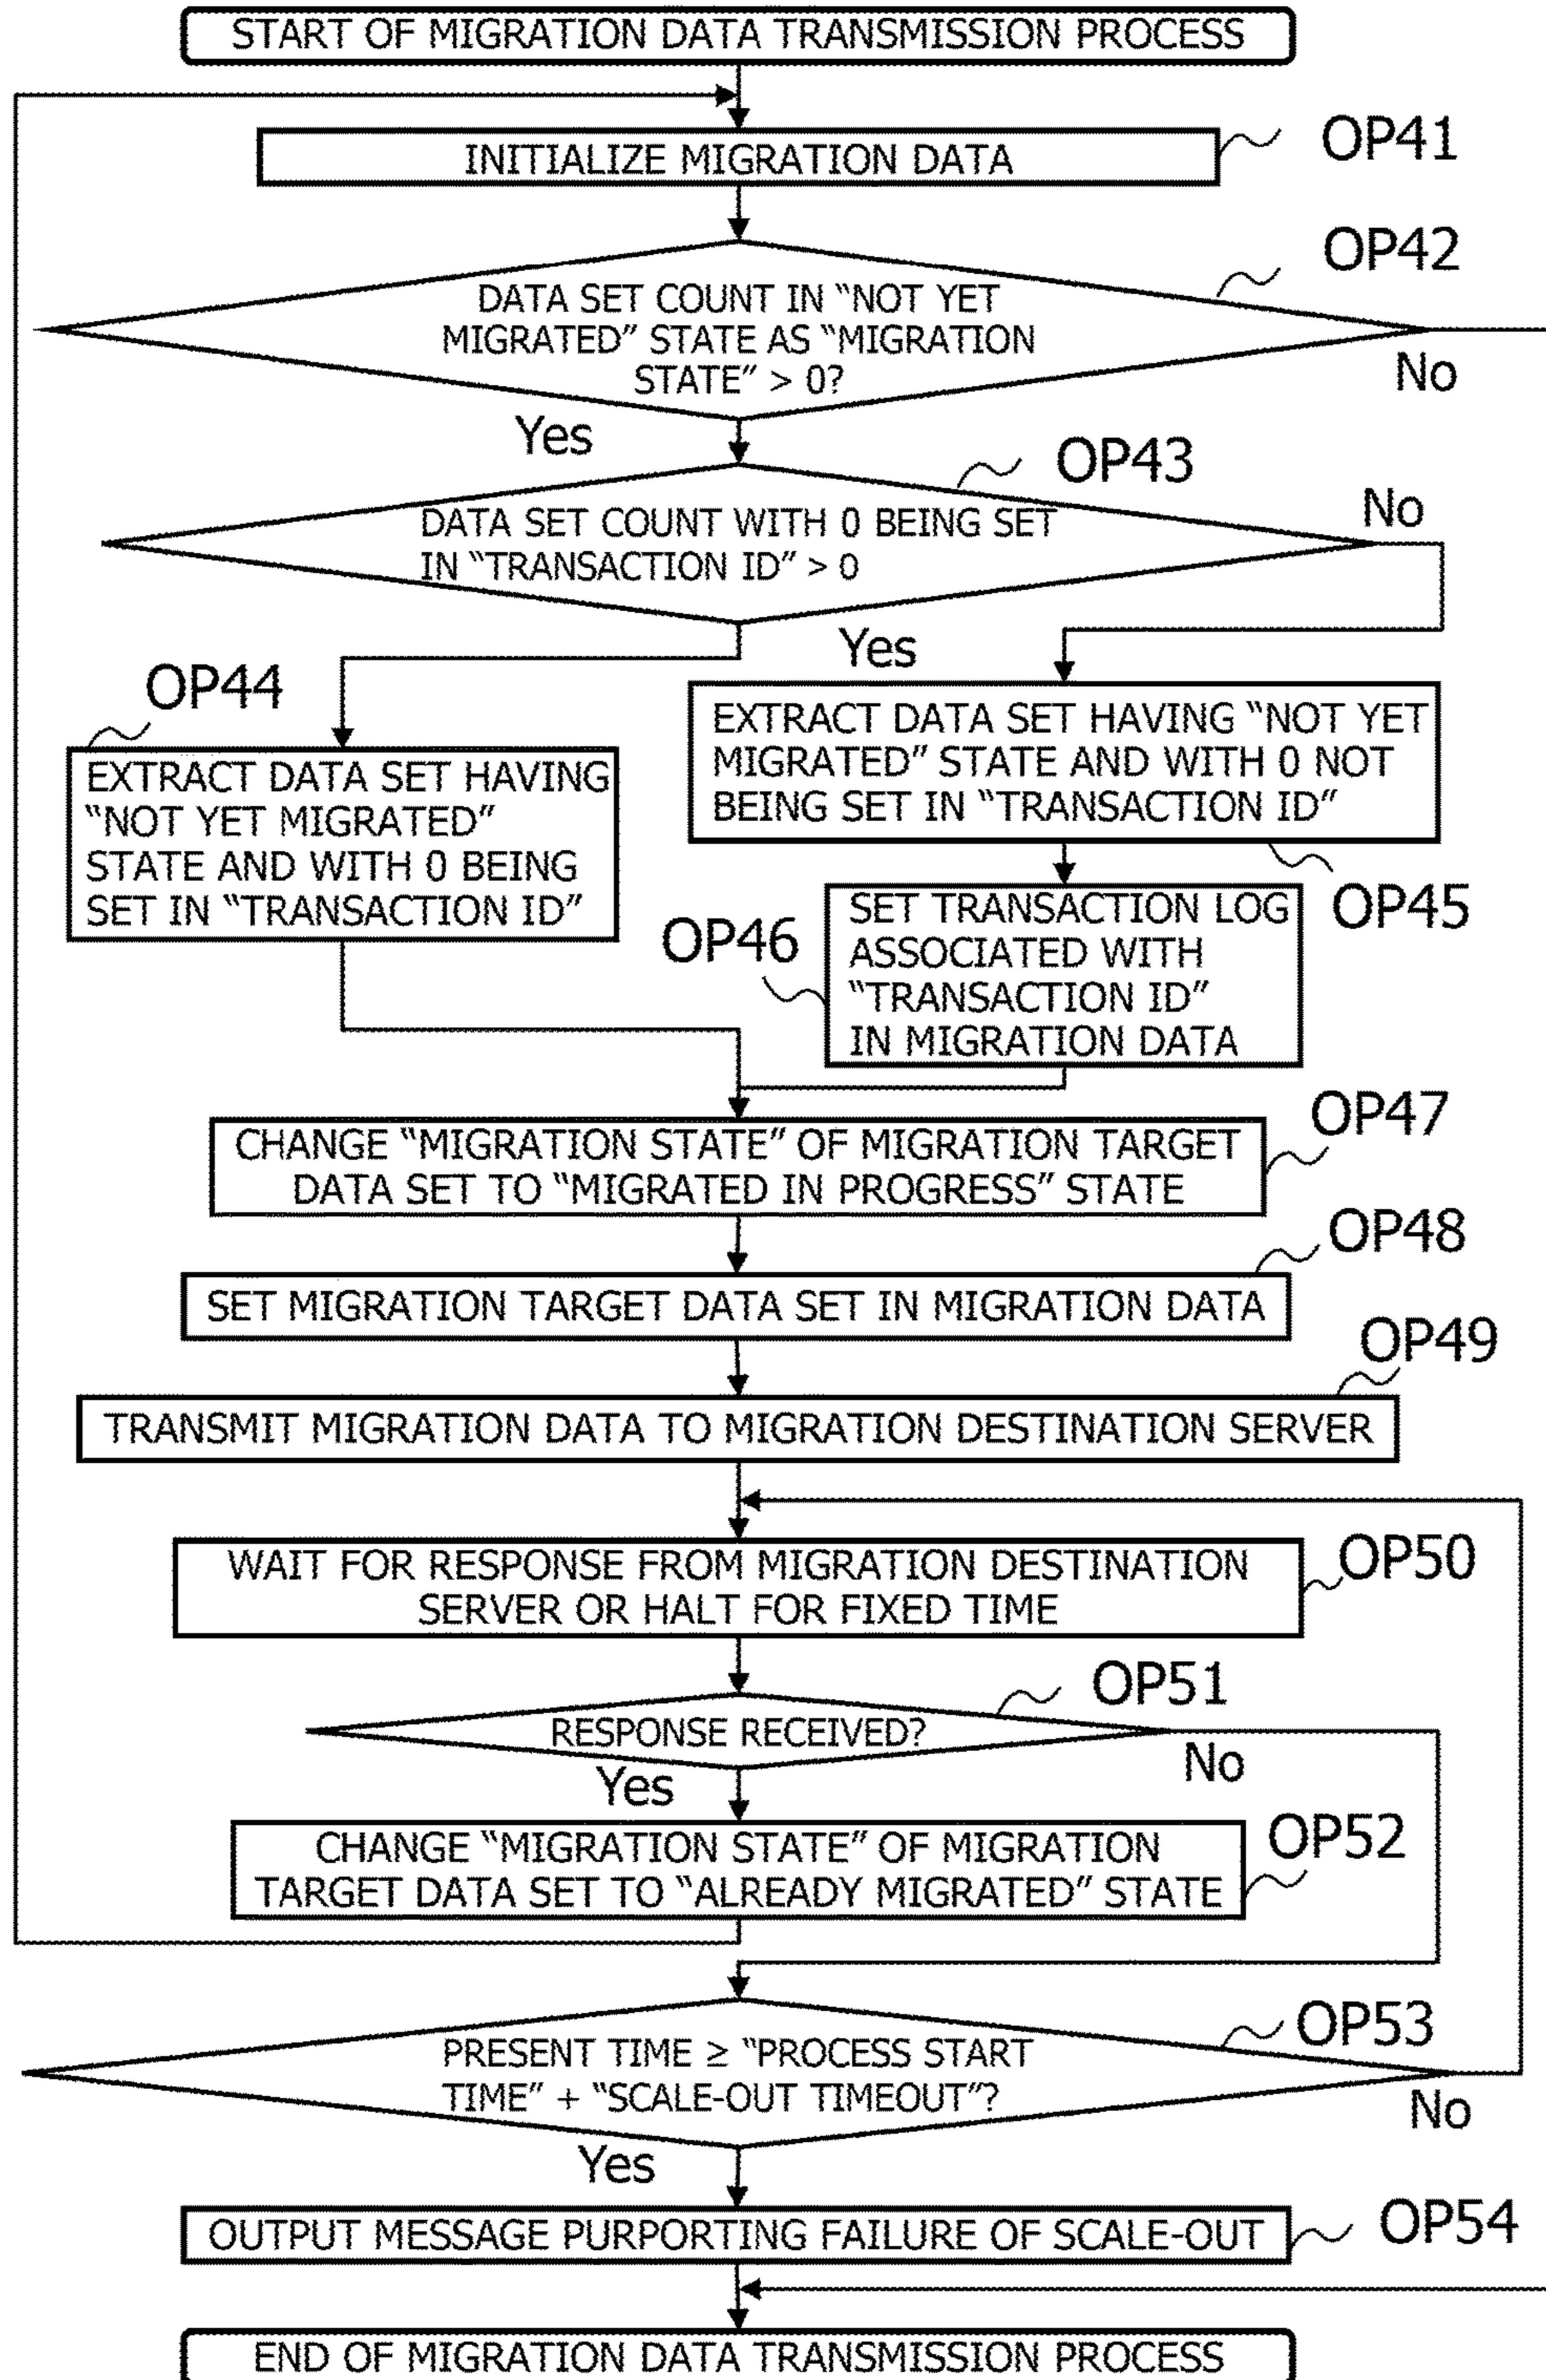 START OF MIGRATION DATA TRANSMISSION PROCESS
INITIALIZE MIGRATION DATA
OP41
OP42
DATA SET COUNT IN “NOT YET
MIGRATED” STATE AS “MIGRATION
STATE” > 0?
No
Yes
OP43
No
DATA SET COUNT WITH 0 BEING SET
IN “TRANSACTION ID” > 0
Yes
OP44
EXTRACT DATA SET HAVING
“NOT YET MIGRATED”
STATE AND WITH 0 BEING
SET IN “TRANSACTION ID”
EXTRACT DATA SET HAVING “NOT YET
MIGRATED” STATE AND WITH 0 NOT
BEING SET IN “TRANSACTION ID”
OP45
OP46
SET TRANSACTION LOG
ASSOCIATED WITH
“TRANSACTION ID”
IN MIGRATION DATA
OP47
CHANGE “MIGRATION STATE” OF MIGRATION TARGET
DATA SET TO “MIGRATED IN PROGRESS” STATE
OP48
SET MIGRATION TARGET DATA SET IN MIGRATION DATA
OP49
TRANSMIT MIGRATION DATA TO MIGRATION DESTINATION SERVER
OP50
WAIT FOR RESPONSE FROM MIGRATION DESTINATION
SERVER OR HALT FOR FIXED TIME
OP51
RESPONSE RECEIVED?
No
Yes
OP52
CHANGE “MIGRATION STATE” OF MIGRATION
TARGET DATA SET TO “ALREADY MIGRATED” STATE
OP53
PRESENT TIME ≥ “PROCESS START
TIME” + “SCALE-OUT TIMEOUT”?
No
Yes
OP54
OUTPUT MESSAGE PURPORTING FAILURE OF SCALE-OUT
END OF MIGRATION DATA TRANSMISSION PROCESS